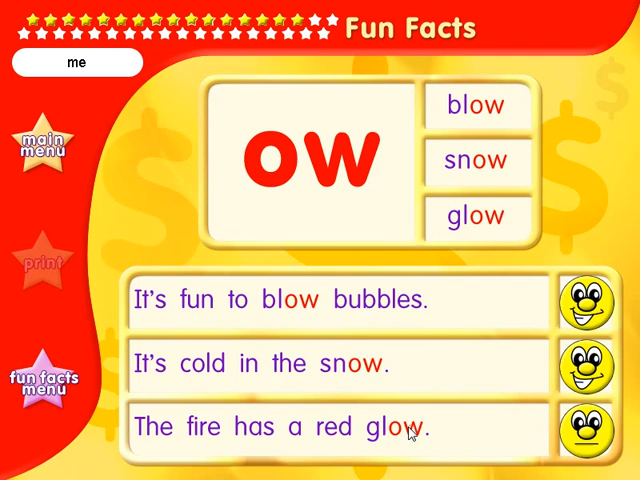 Fun Facts
me
main
menu
print
fun facts
menu
ow
blow
snow
glow
It's fun to blow bubbles.
It's cold in the snow.
The fire has a red glow.